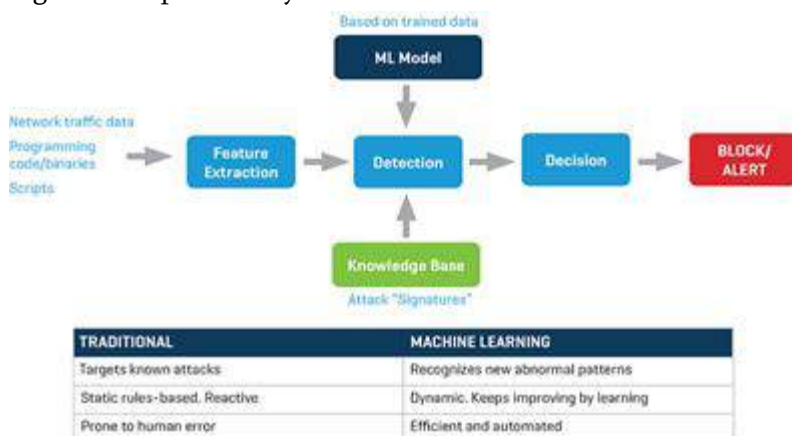 Based on trained data
ML Model
Network traffic data
Programming
code/binaries
Scripts
Feature
Extraction
Detection
Decision
BLOCK/
ALERT
Knowledge Base
Attack "Signatures"
TRADITIONAL MACHINE LEARNING
Targets known attacks Recognizes new abnormal patterns
Static rules-based. Reactive Dynamic. Keeps improving by learning
Prone to human error Efficient and automated